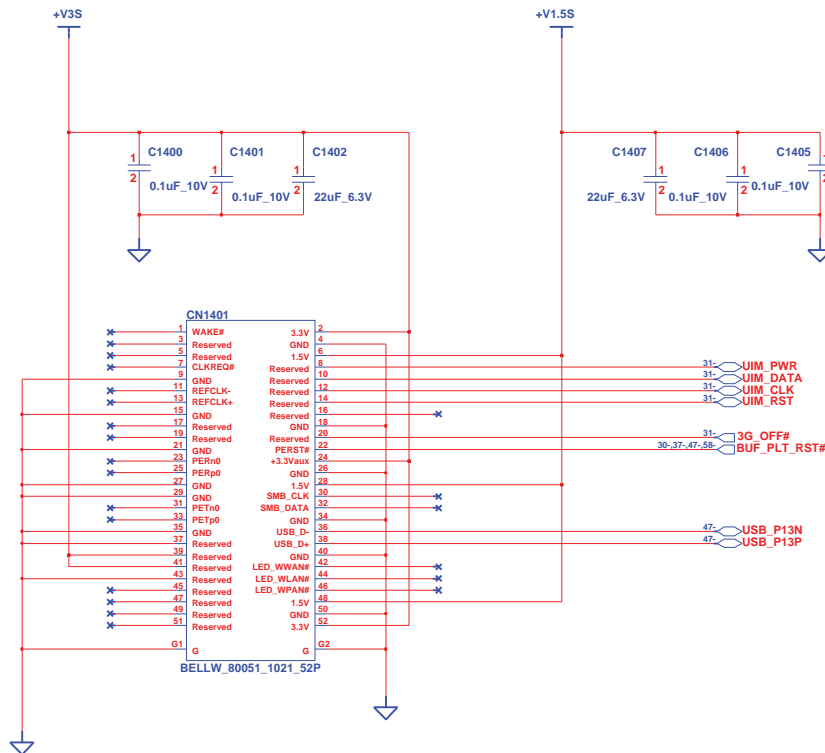 +V3S
+V1.5S
C1400
C1401
C1402
C1407
C1406
C1405
1
1
1
1
1
1
2
2
2
2
2
2
0.1uF_10V
0.1uF_10V
22uF_6.3V
22uF_6.3V
0.1uF_10V
0.1uF_10V
CN1401
1 WAKE# 3.3V 2
3 Reserved GND 4
5 Reserved 1.5V 6
7 CLKREQ# Reserved 8 31- UIM_PWR
9 GND Reserved 10 31- UIM_DATA
11 REFCLK- Reserved 12 31- UIM_CLK
13 REFCLK+ Reserved 14 31- UIM_RST
15 GND Reserved 16
17 Reserved GND 18
19 Reserved Reserved 20 31- 3G_OFF#
21 GND PERST# 22 30-,37-,47-,58- BUF_PLT_RST#
23 PERn0 +3.3Vaux 24
25 PERp0 GND 26
27 GND 1.5V 28
29 GND SMB_CLK 30
31 PETn0 SMB_DATA 32
33 PETp0 GND 34
35 GND USB_D- 36 47- USB_P13N
37 Reserved USB_D+ 38 47- USB_P13P
39 Reserved GND 40
41 Reserved LED_WWAN# 42
43 Reserved LED_WLAN# 44
45 Reserved LED_WPAN# 46
47 Reserved 1.5V 48
49 Reserved GND 50
51 Reserved 3.3V 52
G1 G G G2
BELLW_80051_1021_52P